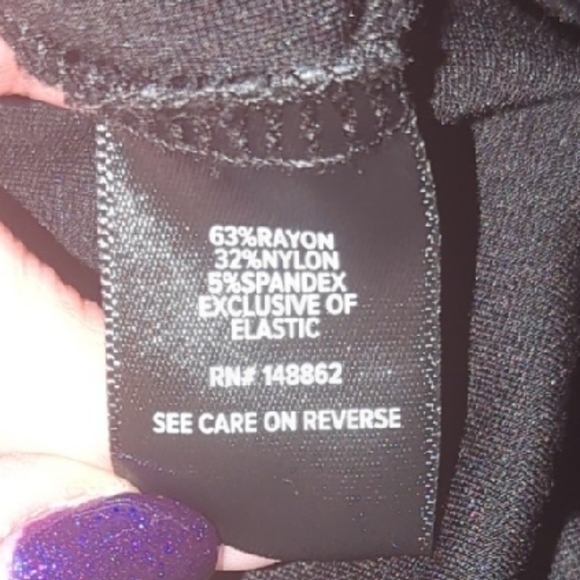 63%RAYON
32%NYLON
5%SPANDEX
EXCLUSIVE OF
ELASTIC
RN# 148862
SEE CARE ON REVERSE